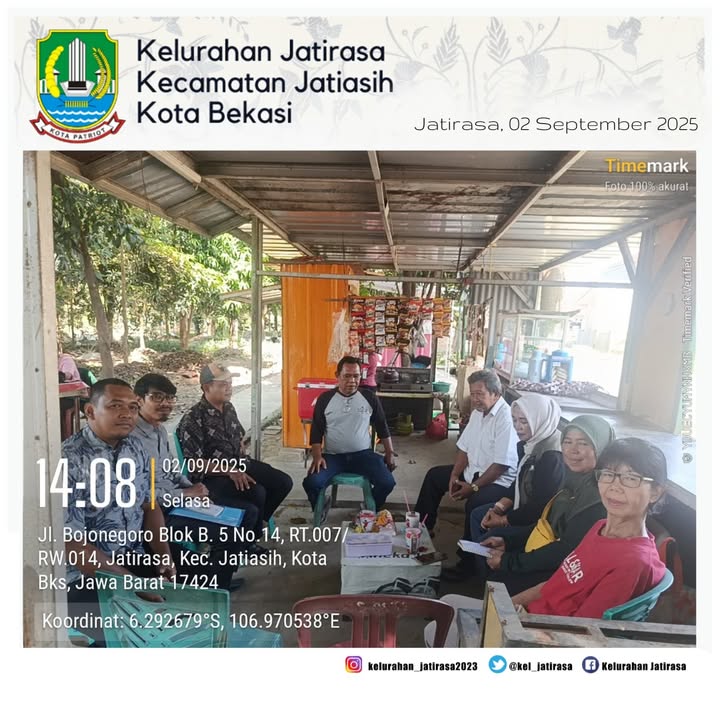 Kelurahan Jatirasa
Kecamatan Jatiasih
Kota Bekasi
KOTA PATRIOT
Jatirasa, 02 September 2025
Timemark
Foto 100% akurat
14:08
02/09/2025
Selasa
Jl. Bojonegoro Blok B. 5 No.14, RT.007/
RW.014, Jatirasa, Kec. Jatiasih, Kota
Bks, Jawa Barat 17424
Koordinat: 6.292679°S, 106.970538°E
Timemark Verified
kelurahan_jatirasa2023
@kel_jatirasa
Kelurahan Jatirasa